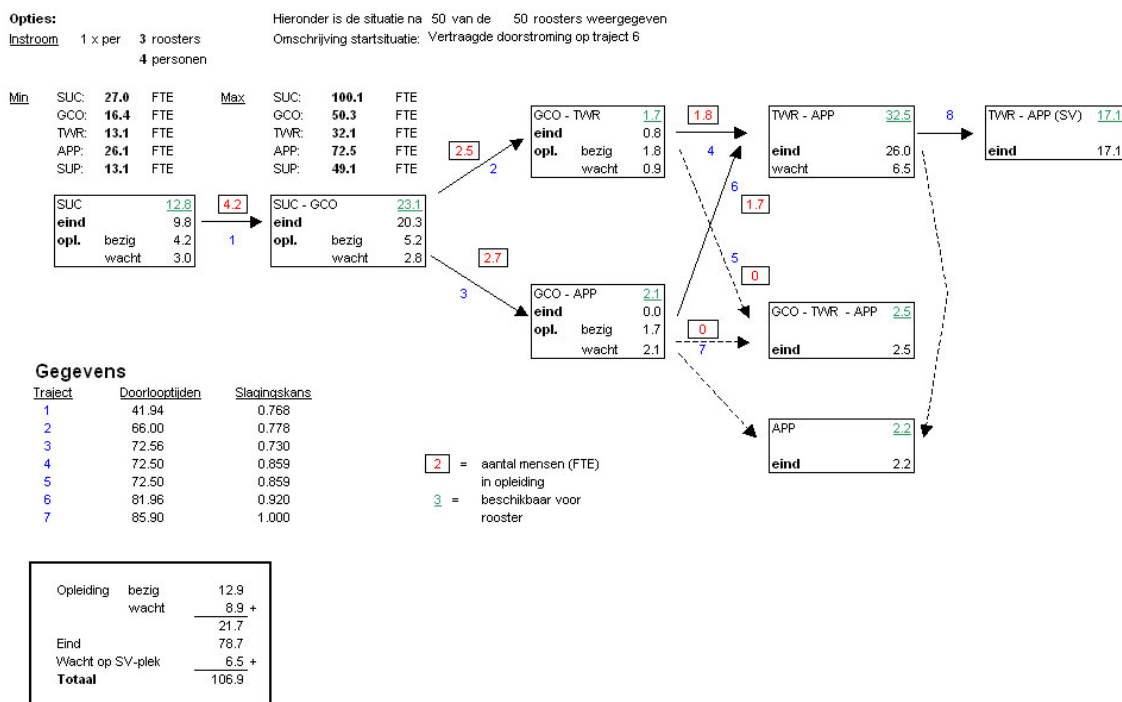 Opties: Hieronder is de situatie na 50 van de 50 roosters weergegeven
Instroom 1 x per 3 roosters Omschrijving startsituatie: Vertraagde doorstroming op traject 6
4 personen
Min SUC: 27.0 FTE Max SUC: 100.1 FTE
GCO: 16.4 FTE GCO: 50.3 FTE
TWR: 13.1 FTE TWR: 32.1 FTE
APP: 26.1 FTE APP: 72.5 FTE
SUP: 13.1 FTE SUP: 49.1 FTE
SUC 12.8
eind 9.8
opl. bezig 4.2
wacht 3.0
4.2
1
SUC - GCO 23.1
eind 20.3
opl. bezig 5.2
wacht 2.8
2.5
2
2.7
3
GCO - TWR 1.7
eind 0.8
opl. bezig 1.8
wacht 0.9
1.8
4
6
1.7
5
0
GCO - APP 2.1
eind 0.0
opl. bezig 1.7
wacht 2.1
0
7
TWR - APP 32.5
eind 26.0
wacht 6.5
8
TWR - APP (SV) 17.1
eind 17.1
GCO - TWR - APP 2.5
eind 2.5
APP 2.2
eind 2.2
Gegevens
Traject Doorlooptijden Slagingskans
1 41.94 0.768
2 66.00 0.778
3 72.56 0.730
4 72.50 0.859
5 72.50 0.859
6 81.96 0.920
7 85.90 1.000
2 = aantal mensen (FTE)
in opleiding
3 = beschikbaar voor
rooster
Opleiding bezig 12.9
wacht 8.9 +
21.7
Eind 78.7
Wacht op SV-plek 6.5 +
Totaal 106.9